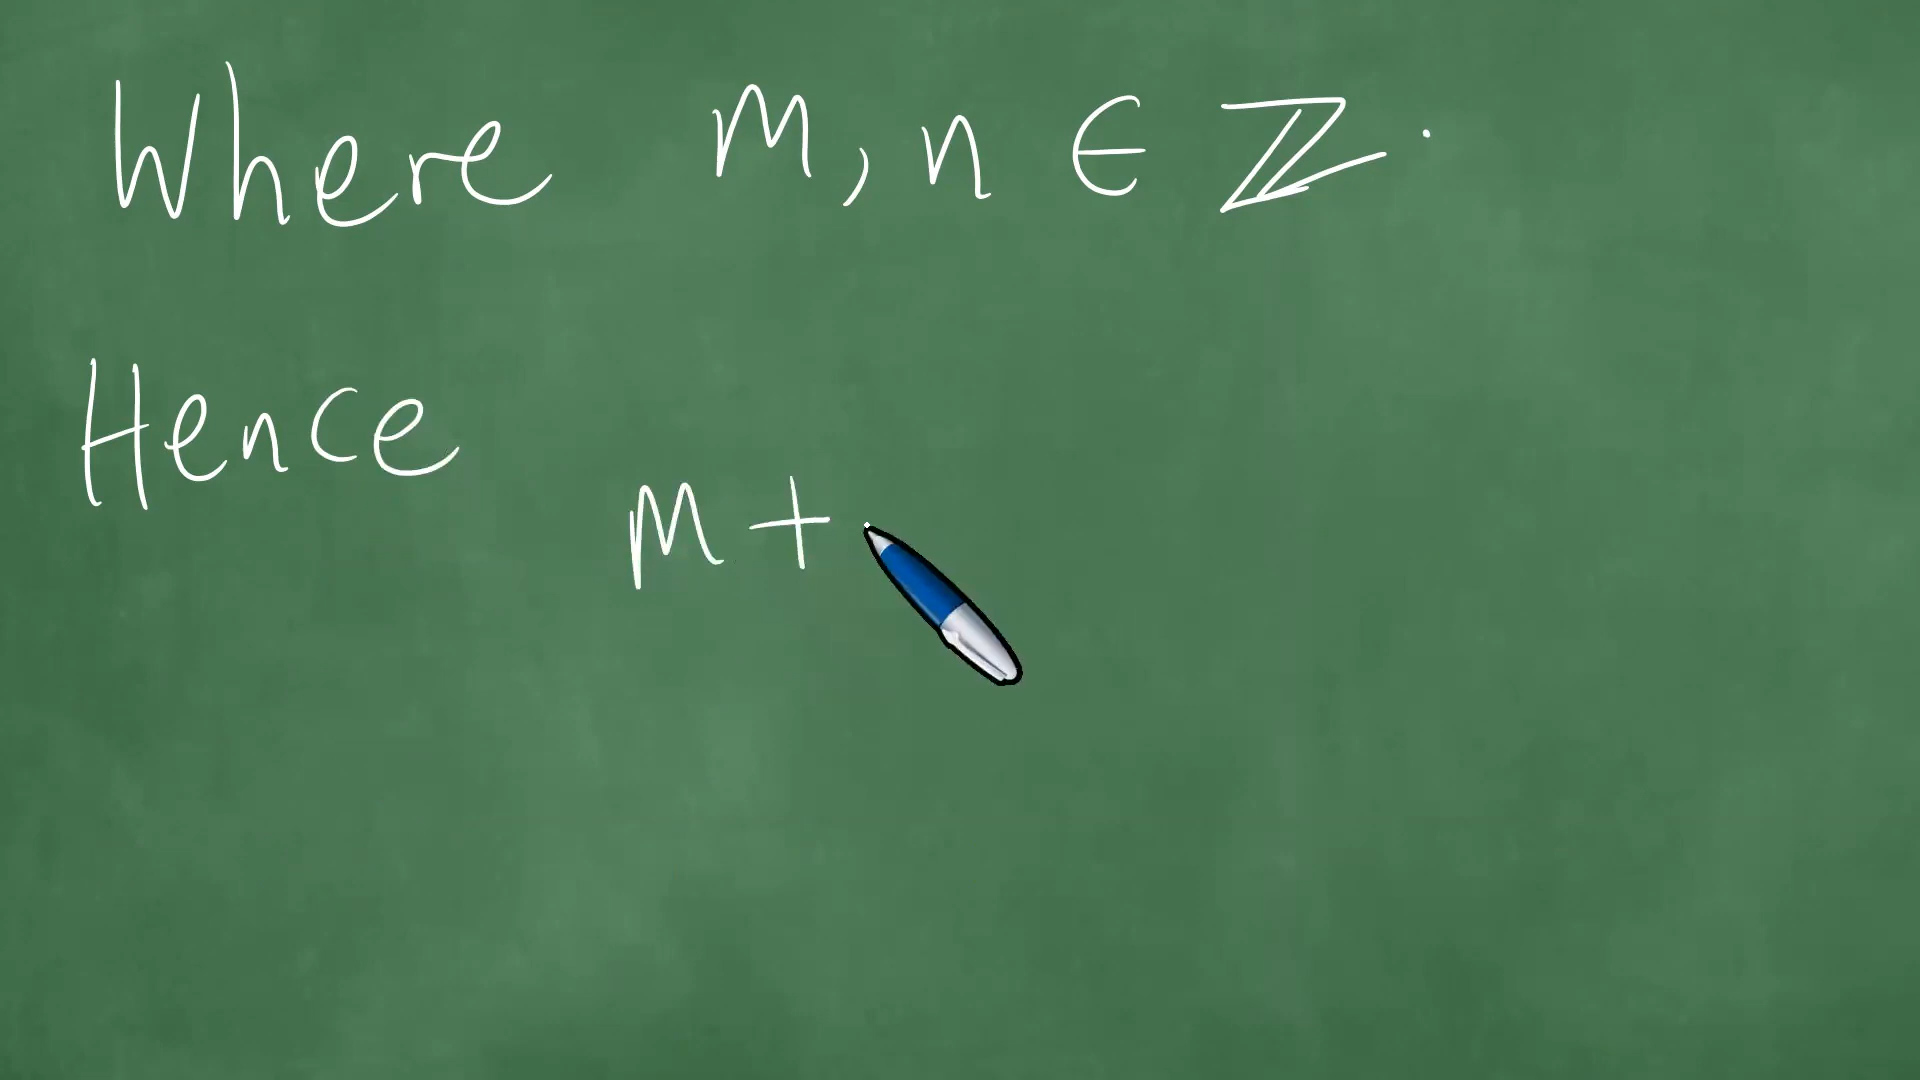 Where m, n ∈ ℤ.
Hence
m +